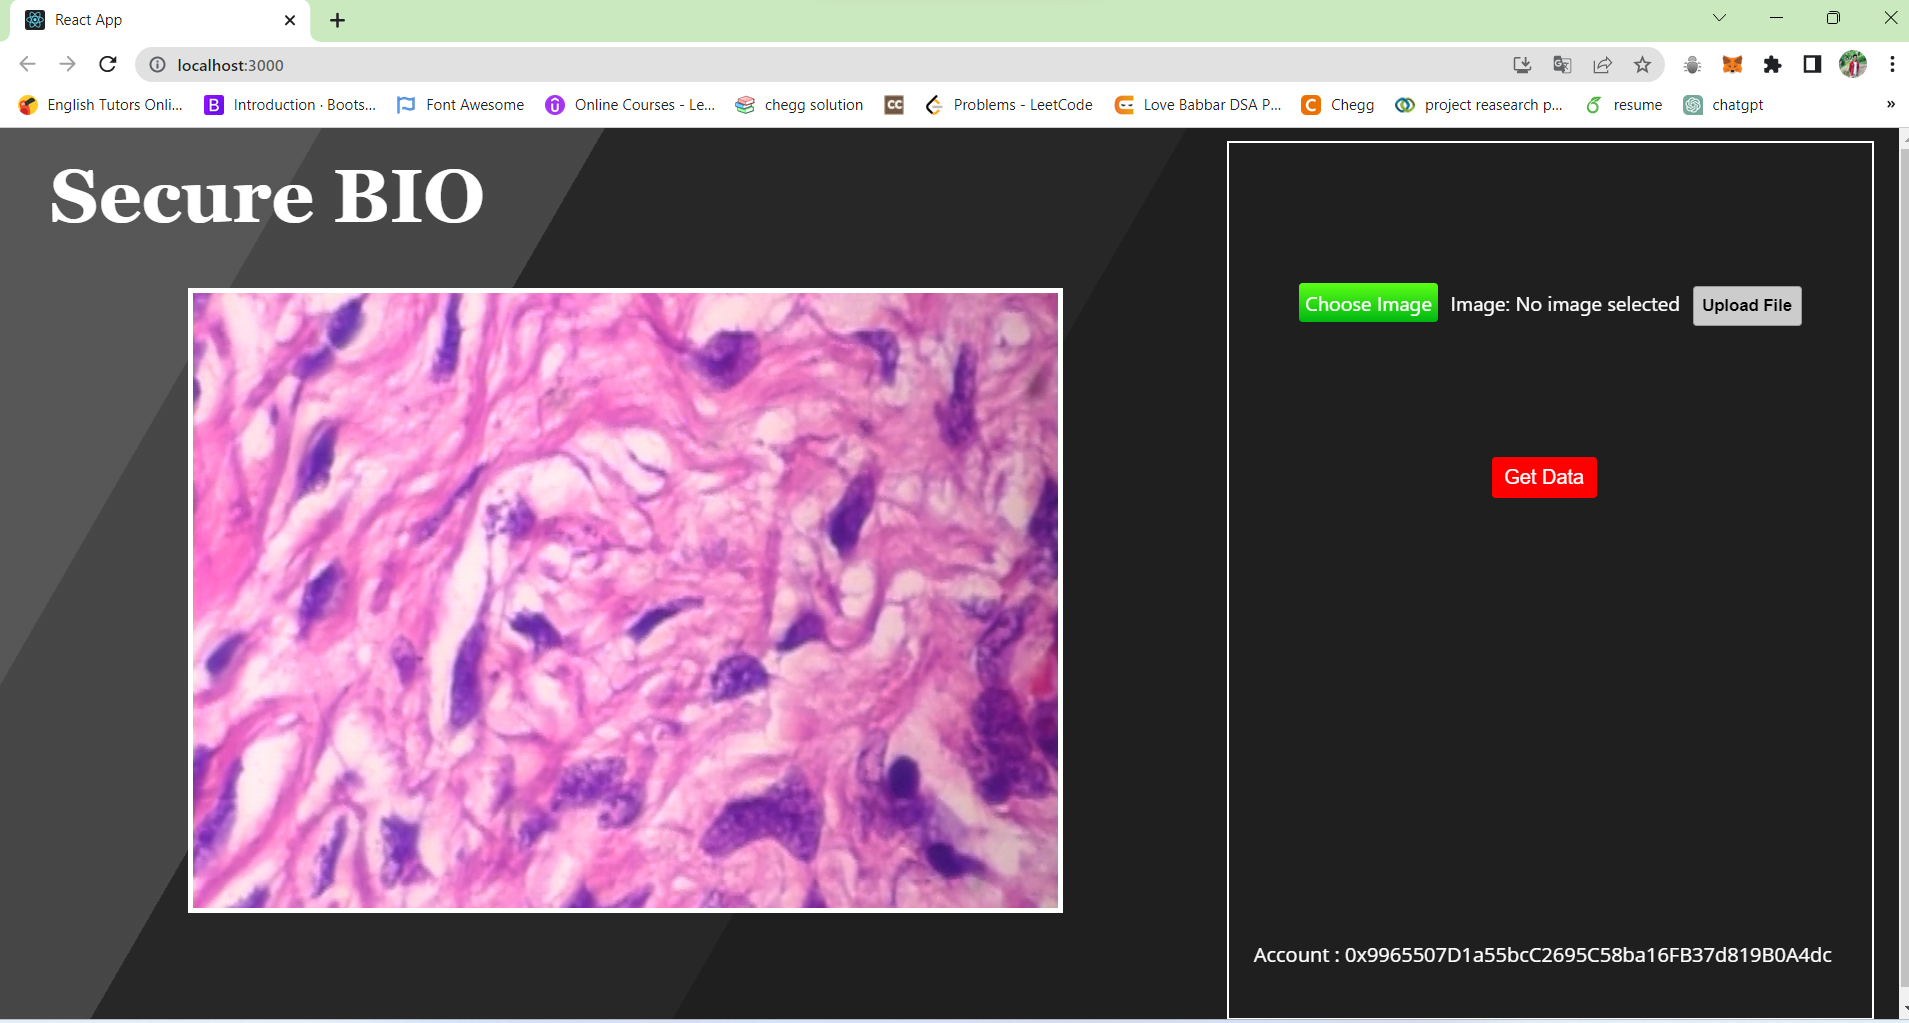 React App
localhost:3000
English Tutors Onli... Introduction · Boots... Font Awesome Online Courses - Le... chegg solution CC Problems - LeetCode Love Babbar DSA P... Chegg project reasearch p... resume chatgpt »
Secure BIO
Choose Image Image: No image selected Upload File
Get Data
Account : 0x9965507D1a55bcC2695C58ba16FB37d819B0A4dc